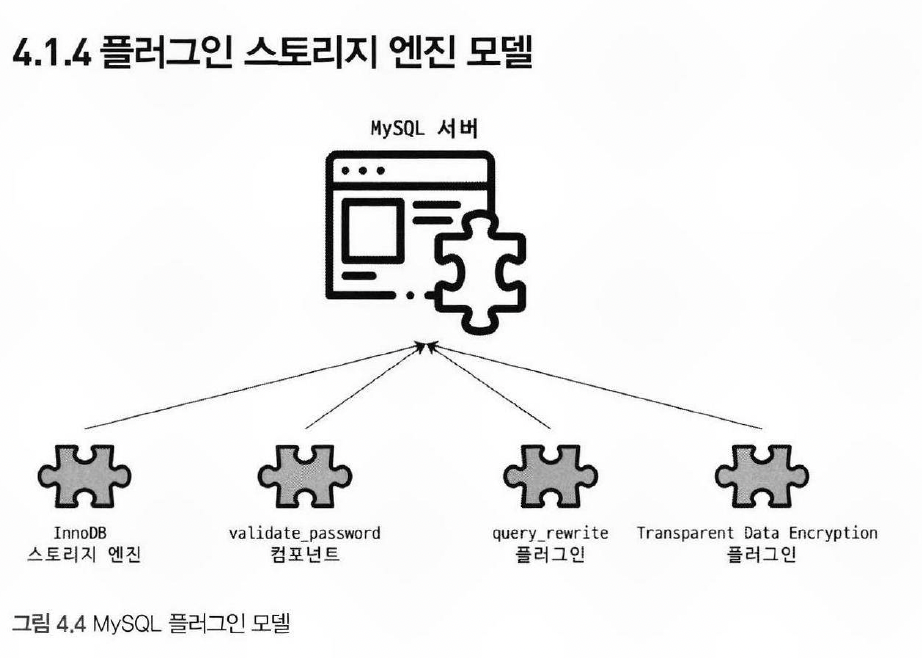 4.1.4 플러그인 스토리지 엔진 모델
MySQL 서버
InnoDB
스토리지 엔진
validate_password
컴포넌트
query_rewrite
플러그인
Transparent Data Encryption
플러그인
그림 4.4 MySQL 플러그인 모델